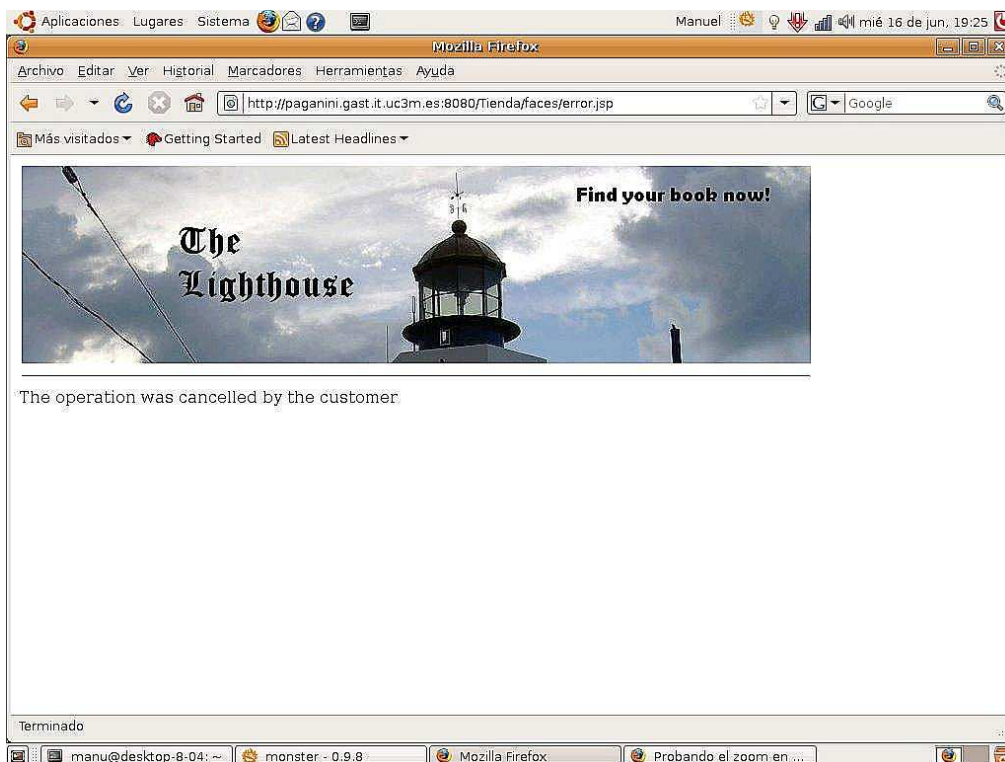 Aplicaciones Lugares Sistema Manuel mié 16 de jun, 19:25
Mozilla Firefox
Archivo Editar Ver Historial Marcadores Herramientas Ayuda
http://paganini.gast.it.uc3m.es:8080/Tienda/faces/error.jsp G Google
Más visitados Getting Started Latest Headlines
Find your book now!
The
Lighthouse
The operation was cancelled by the customer
Terminado
manu@desktop-8-04: ~ monster - 0.9.8 Mozilla Firefox Probando el zoom en ...